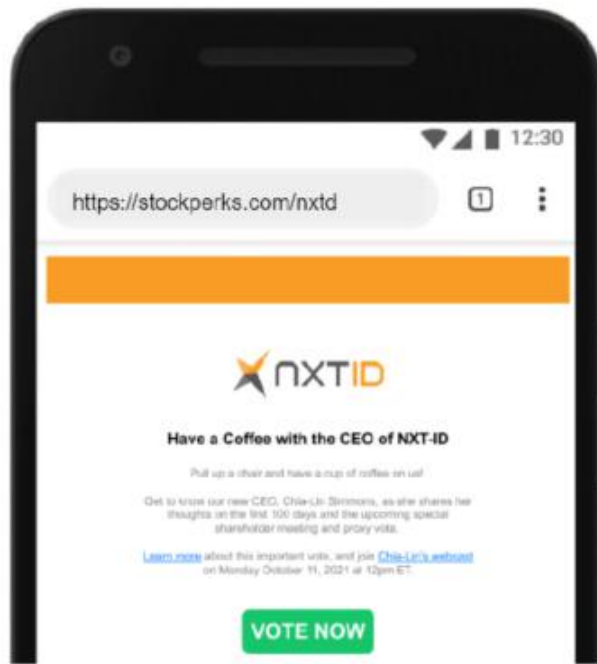 12:30
https://stockperks.com/nxtd
1
NXTID
Have a Coffee with the CEO of NXT-ID
Pull up a chair and have a cup of coffee on us!
Get to know our new CEO, Chia-Lin Simmons, as she shares her
thoughts on the first 100 days and the upcoming special
shareholder meeting and proxy vote.
Learn more about this important vote, and join Chia-Lin's webcast
on Monday October 11, 2021 at 12pm ET.
VOTE NOW